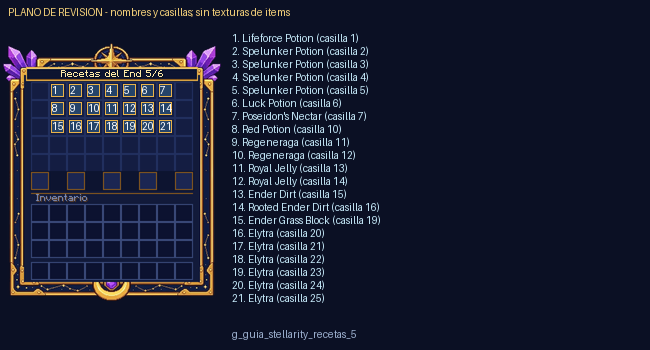 PLANO DE REVISION - nombres y casillas; sin texturas de items
Recetas del End 5/6
1 2 3 4 5 6 7
8 9 10 11 12 13 14
15 16 17 18 19 20 21
Inventario
1. Lifeforce Potion (casilla 1)
2. Spelunker Potion (casilla 2)
3. Spelunker Potion (casilla 3)
4. Spelunker Potion (casilla 4)
5. Spelunker Potion (casilla 5)
6. Luck Potion (casilla 6)
7. Poseidon's Nectar (casilla 7)
8. Red Potion (casilla 10)
9. Regeneraga (casilla 11)
10. Regeneraga (casilla 12)
11. Royal Jelly (casilla 13)
12. Royal Jelly (casilla 14)
13. Ender Dirt (casilla 15)
14. Rooted Ender Dirt (casilla 16)
15. Ender Grass Block (casilla 19)
16. Elytra (casilla 20)
17. Elytra (casilla 21)
18. Elytra (casilla 22)
19. Elytra (casilla 23)
20. Elytra (casilla 24)
21. Elytra (casilla 25)
g_guia_stellarity_recetas_5